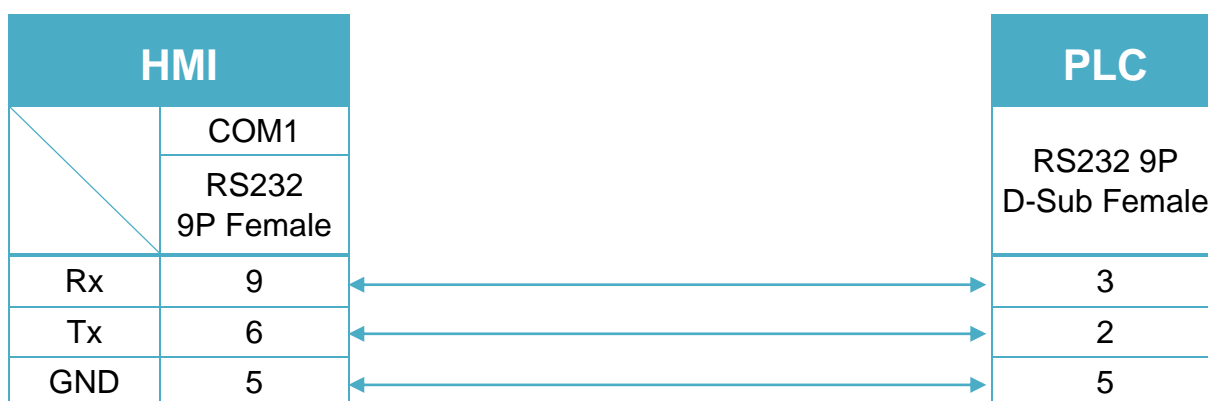 HMI
PLC
COM1
RS232
9P Female
RS232 9P
D-Sub Female
Rx 9 3
Tx 6 2
GND 5 5